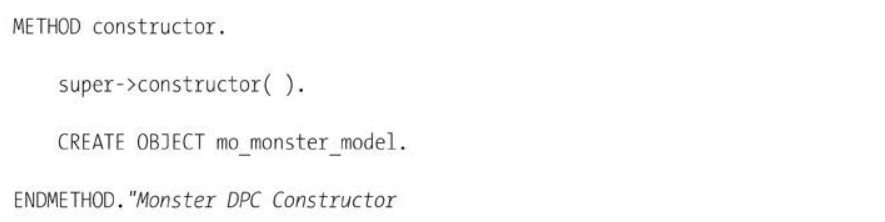 METHOD constructor.
super->constructor( ).
CREATE OBJECT mo_monster_model.
ENDMETHOD."Monster DPC Constructor